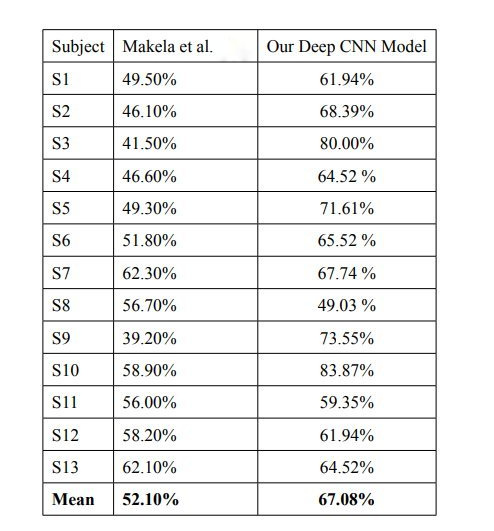 Subject Makela et al. Our Deep CNN Model
S1 49.50% 61.94%
S2 46.10% 68.39%
S3 41.50% 80.00%
S4 46.60% 64.52 %
S5 49.30% 71.61%
S6 51.80% 65.52 %
S7 62.30% 67.74 %
S8 56.70% 49.03 %
S9 39.20% 73.55%
S10 58.90% 83.87%
S11 56.00% 59.35%
S12 58.20% 61.94%
S13 62.10% 64.52%
Mean 52.10% 67.08%